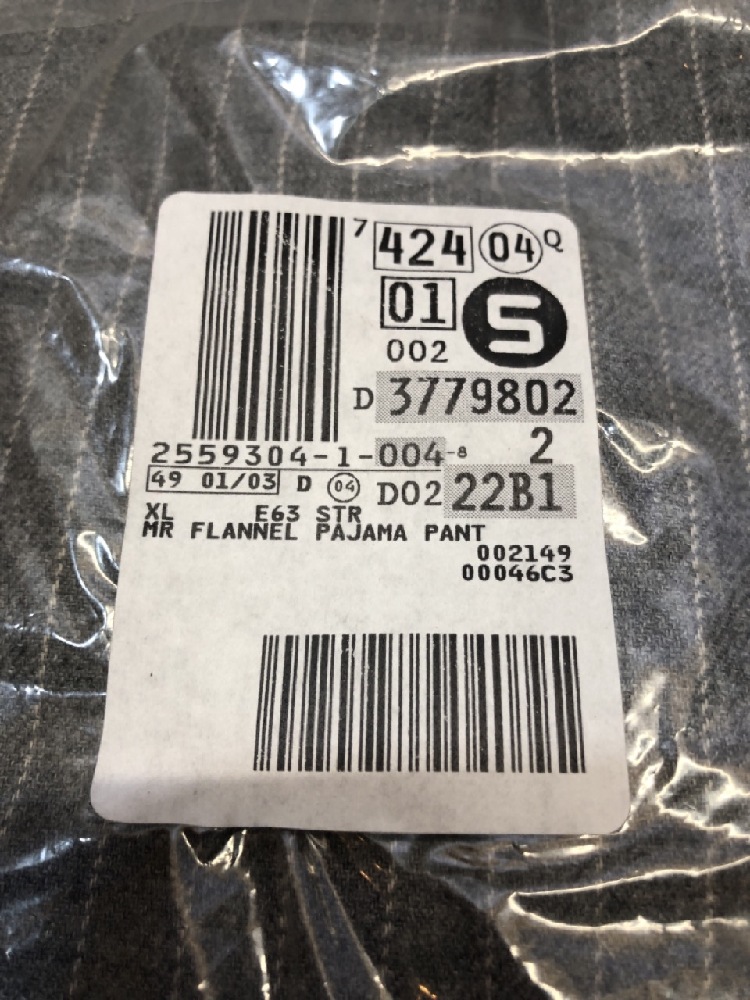 7 424 04 Q
01 S
002
D 3779802
2559304-1-004-8 2
49 01/03 D 04 D02 22B1
XL E63 STR
MR FLANNEL PAJAMA PANT
002149
00046C3